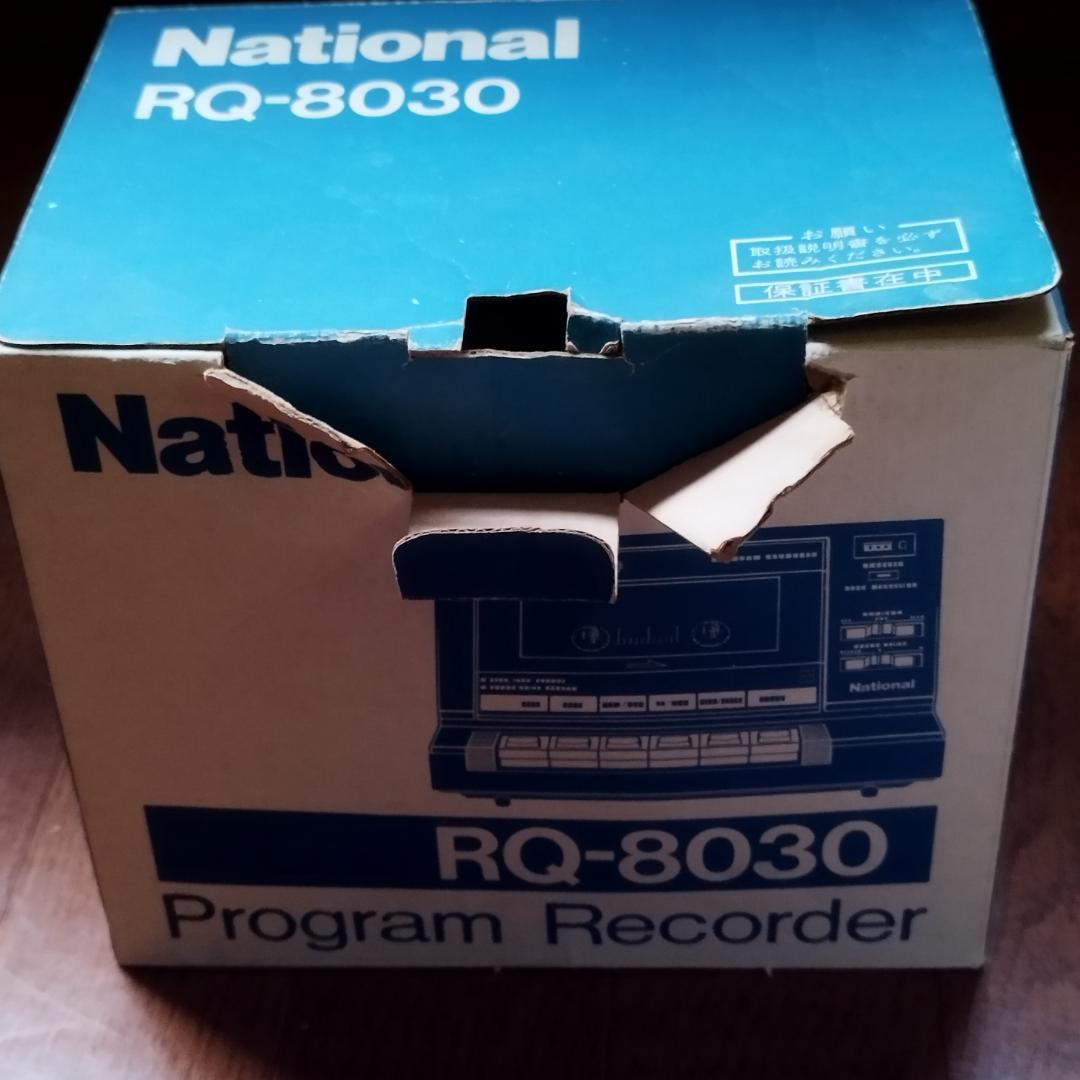 National
RQ-8030
お願い
取扱説明書を必ず
お読みください。
保証書在中
Natio
National
RQ-8030
Program Recorder